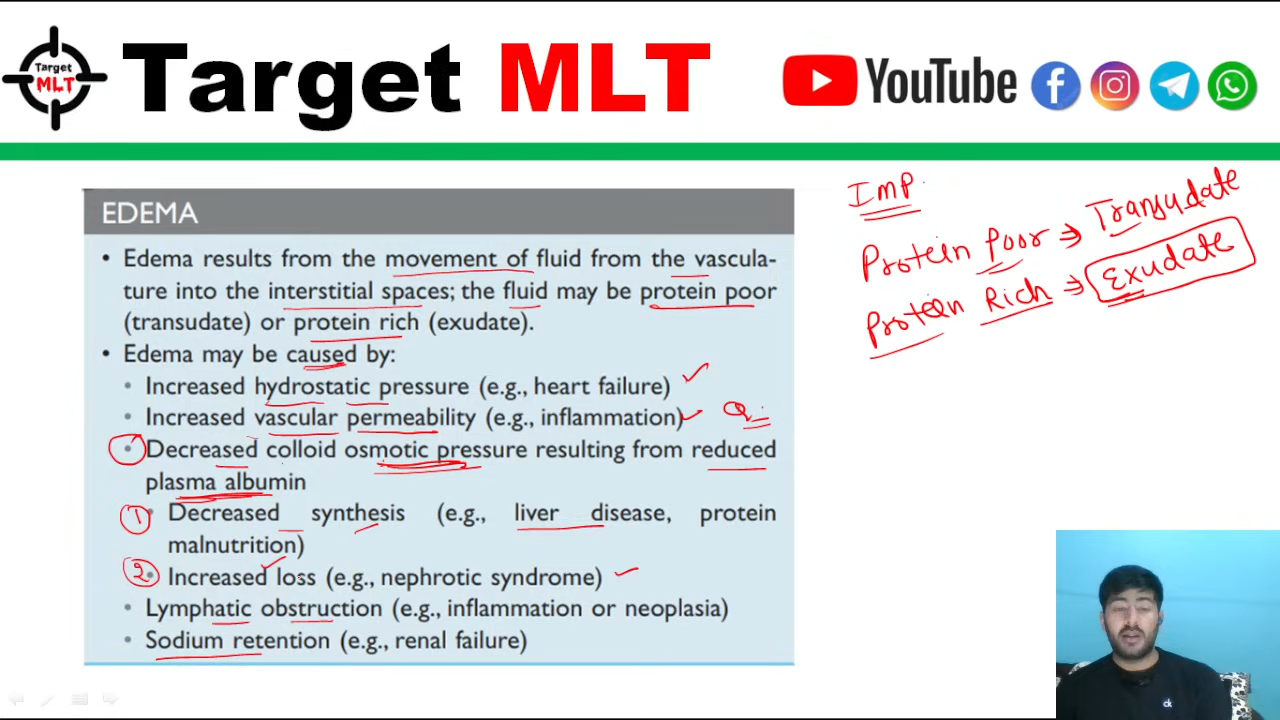 Target MLT
Target MLT
YouTube
EDEMA
• Edema results from the movement of fluid from the vascula-
ture into the interstitial spaces; the fluid may be protein poor
(transudate) or protein rich (exudate).
• Edema may be caused by:
• Increased hydrostatic pressure (e.g., heart failure)
• Increased vascular permeability (e.g., inflammation)
Q.
• Decreased colloid osmotic pressure resulting from reduced
plasma albumin
1 • Decreased synthesis (e.g., liver disease, protein
malnutrition)
2 • Increased loss (e.g., nephrotic syndrome)
• Lymphatic obstruction (e.g., inflammation or neoplasia)
• Sodium retention (e.g., renal failure)
Imp.
Protein Poor ⇒ Transudate
Protein Rich ⇒ Exudate
ck